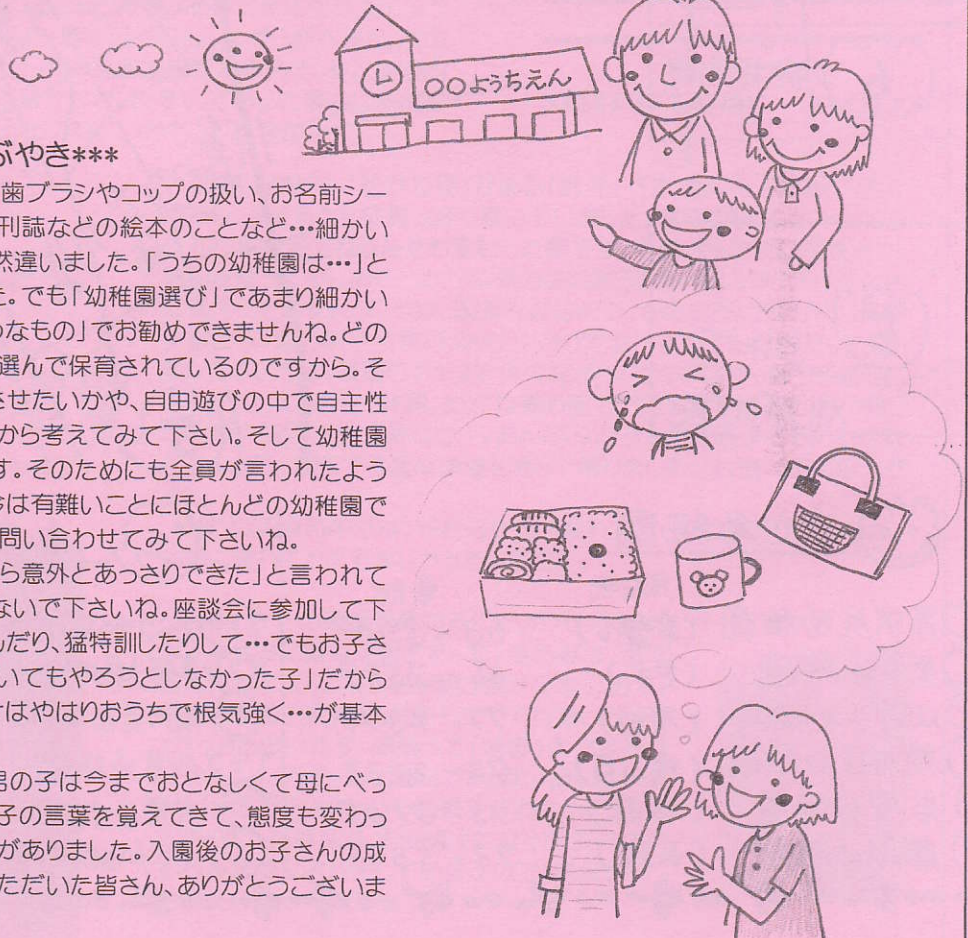 ○○ようちえん
ぶやき***
歯ブラシやコップの扱い、お名前シー
刊誌などの絵本のことなど…細かい
然違いました。「うちの幼稚園は…」と
た。でも「幼稚園選び」であまり細かい
うなもの」でお勧めできませんね。どの
選んで保育されているのですから。そ
させたいかや、自由遊びの中で自主性
から考えてみて下さい。そして幼稚園
す。そのためにも全員が言われたよう
今は有難いことにほとんどの幼稚園で
問い合わせてみて下さいね。
ら意外とあっさりできた」と言われて
ないで下さいね。座談会に参加して下
んだり、猛特訓したりして…でもお子さ
いてもやろうとしなかった子」だから
けはやはりおうちで根気強く…が基本
男の子は今までおとなしくて母にべっ
子の言葉を覚えてきて、態度も変わっ
がありました。入園後のお子さんの成
ただいた皆さん、ありがとうございま